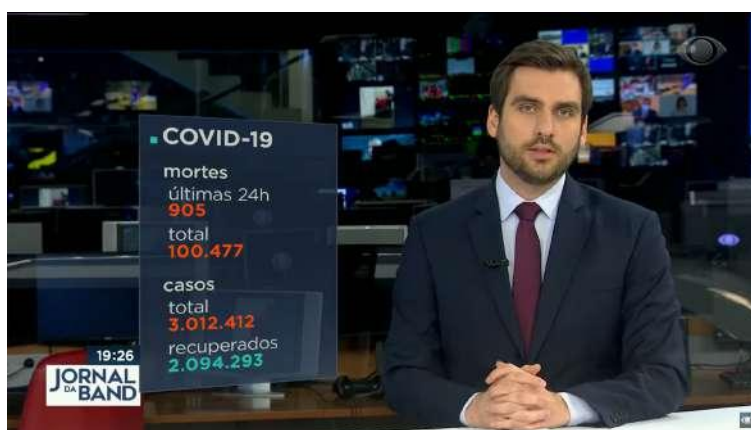 COVID-19
mortes
últimas 24h
905
total
100.477
casos
total
3.012.412
recuperados
2.094.293
19:26
JORNAL
DA BAND